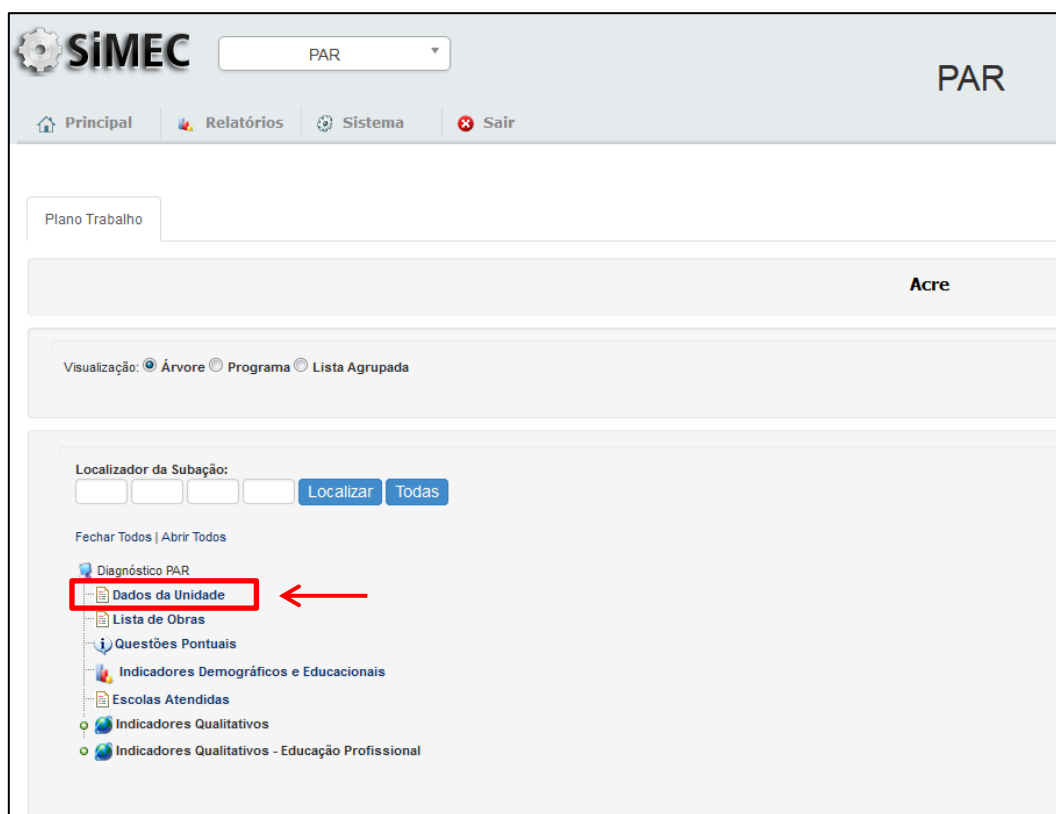 SiMEC
PAR
PAR
Principal Relatórios Sistema Sair
Plano Trabalho
Acre
Visualização: Árvore Programa Lista Agrupada
Localizador da Subação:
Localizar Todas
Fechar Todos | Abrir Todos
Diagnóstico PAR
Dados da Unidade
Lista de Obras
Questões Pontuais
Indicadores Demográficos e Educacionais
Escolas Atendidas
Indicadores Qualitativos
Indicadores Qualitativos - Educação Profissional